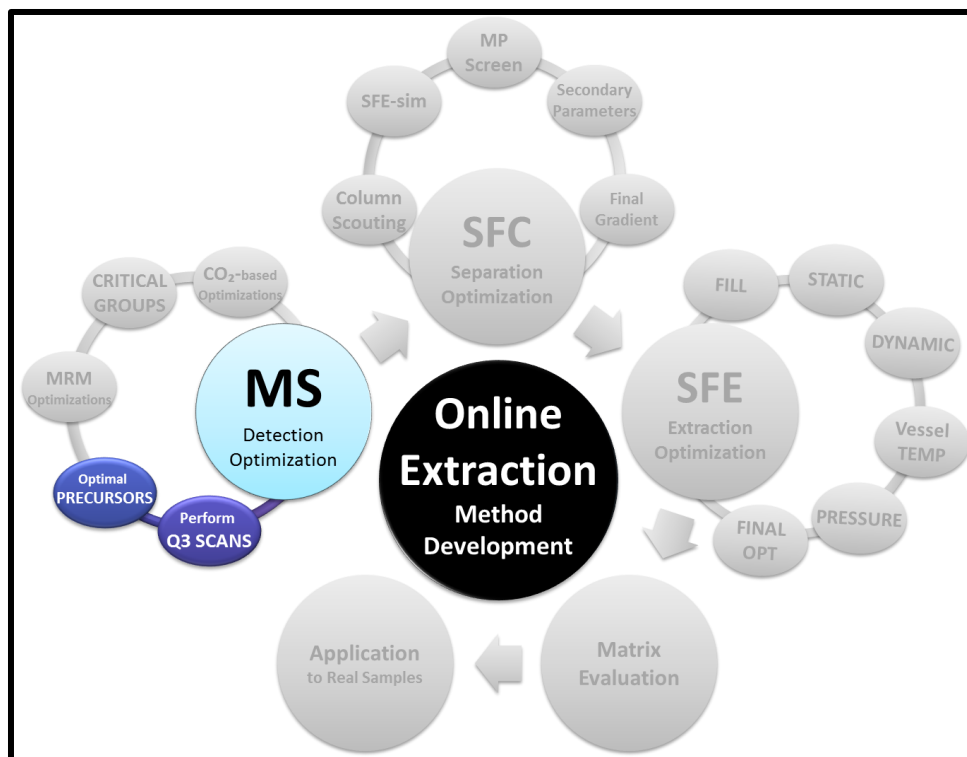 MP
Screen
SFE-sim
Secondary
Parameters
Column
Scouting
Final
Gradient
SFC
Separation
Optimization
CRITICAL
GROUPS
CO₂-based
Optimizations
MRM
Optimizations
MS
Detection
Optimization
Optimal
PRECURSORS
Perform
Q3 SCANS
Online
Extraction
Method
Development
FILL
STATIC
DYNAMIC
Vessel
TEMP
PRESSURE
FINAL
OPT
SFE
Extraction
Optimization
Matrix
Evaluation
Application
to Real Samples